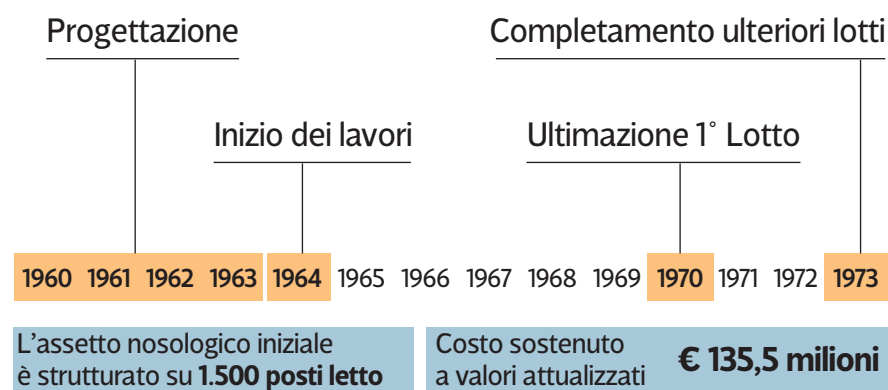 Progettazione
Completamento ulteriori lotti
Inizio dei lavori
Ultimazione 1° Lotto
1960 1961 1962 1963 1964 1965 1966 1967 1968 1969 1970 1971 1972 1973
L’assetto nosologico iniziale
è strutturato su 1.500 posti letto
Costo sostenuto
a valori attualizzati
€ 135,5 milioni